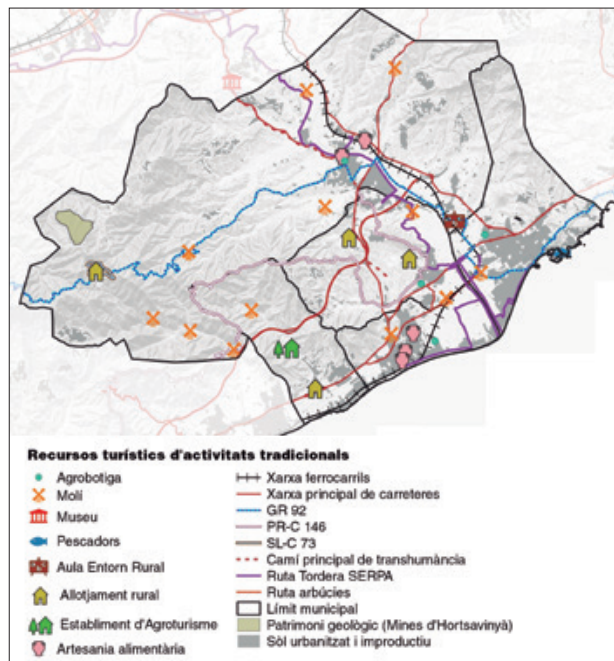 Recursos turístics d'activitats tradicionals
Agrobotiga
Molí
Museu
Pescadors
Aula Entorn Rural
Allotjament rural
Establiment d'Agroturisme
Artesania alimentària
Xarxa ferrocarrils
Xarxa principal de carreteres
GR 92
PR-C 146
SL-C 73
Camí principal de transhumància
Ruta Tordera SERPA
Ruta arbúcies
Límit municipal
Patrimoni geològic (Mines d'Hortsavinyà)
Sòl urbanitzat i improductiu